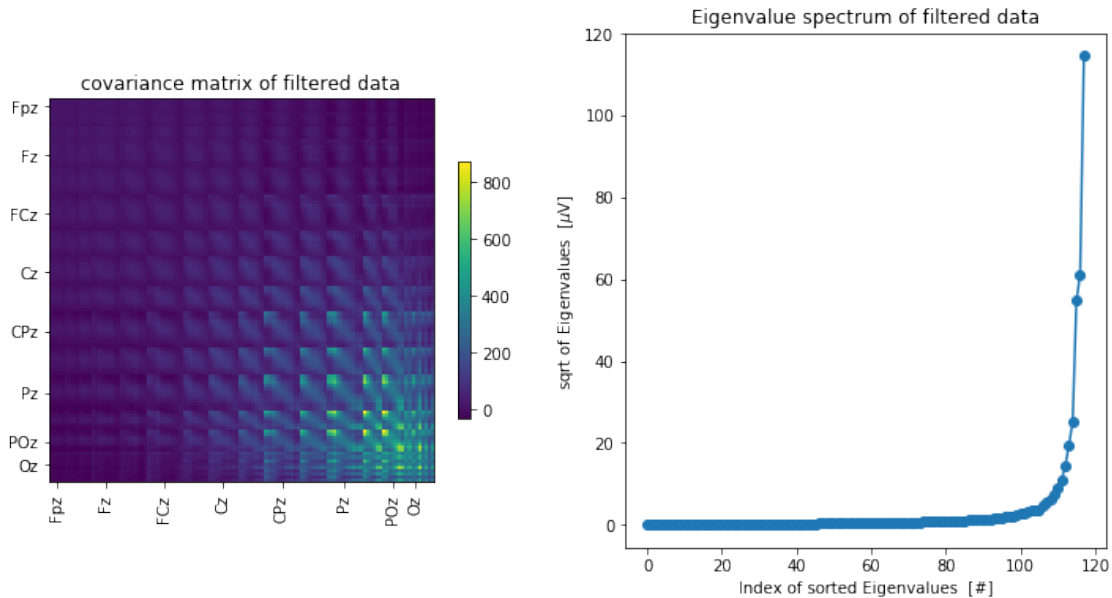 covariance matrix of filtered data
Fpz
Fz
FCz
Cz
CPz
Pz
POz
Oz
Fpz
Fz
FCz
Cz
CPz
Pz
POz
Oz
800
600
400
200
0
Eigenvalue spectrum of filtered data
sqrt of Eigenvalues [µV]
120
100
80
60
40
20
0
0 20 40 60 80 100 120
Index of sorted Eigenvalues [#]